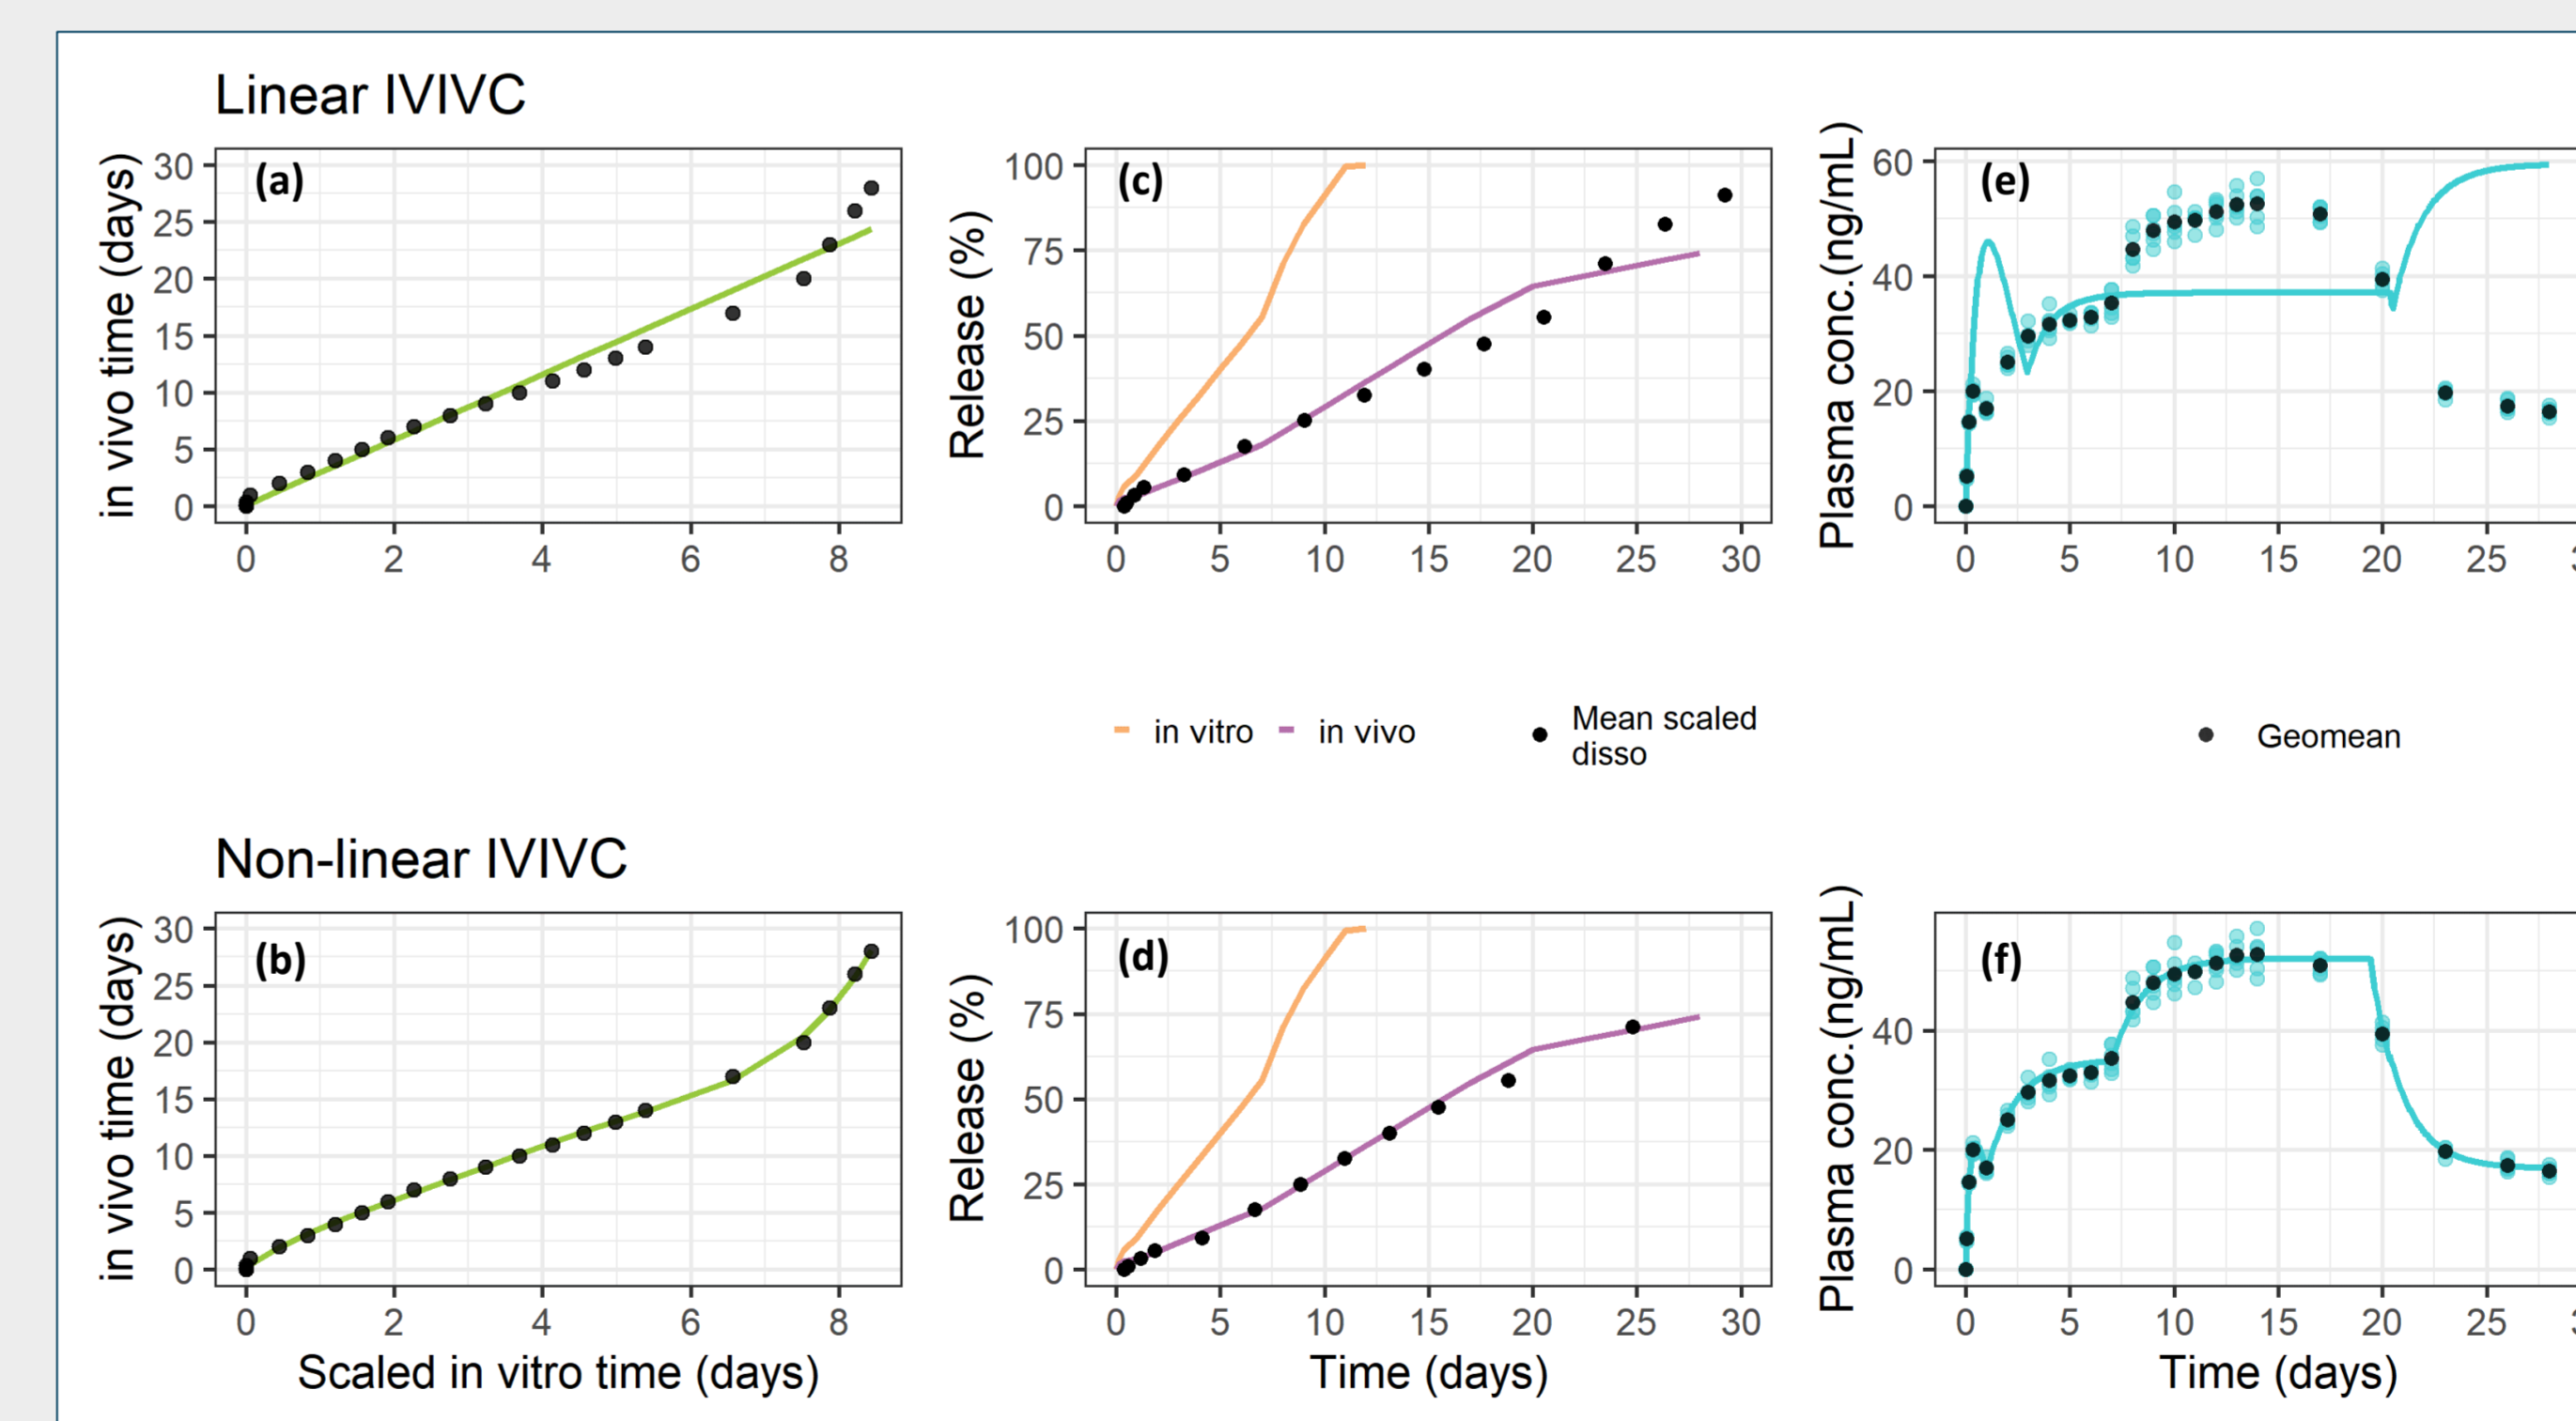 Linear IVIVC
in vivo time (days)
30
25
20
15
10
5
0
(a)
0 2 4 6 8
Release (%)
100
75
50
25
0
(c)
0 5 10 15 20 25 30
Plasma conc.(ng/mL)
60
40
20
0
(e)
0 5 10 15 20 25
in vitro in vivo
Mean scaled
disso
Geomean
Non-linear IVIVC
in vivo time (days)
30
25
20
15
10
5
0
(b)
0 2 4 6 8
Scaled in vitro time (days)
Release (%)
100
75
50
25
0
(d)
0 5 10 15 20 25 30
Time (days)
Plasma conc.(ng/mL)
40
20
0
(f)
0 5 10 15 20 25
Time (days)